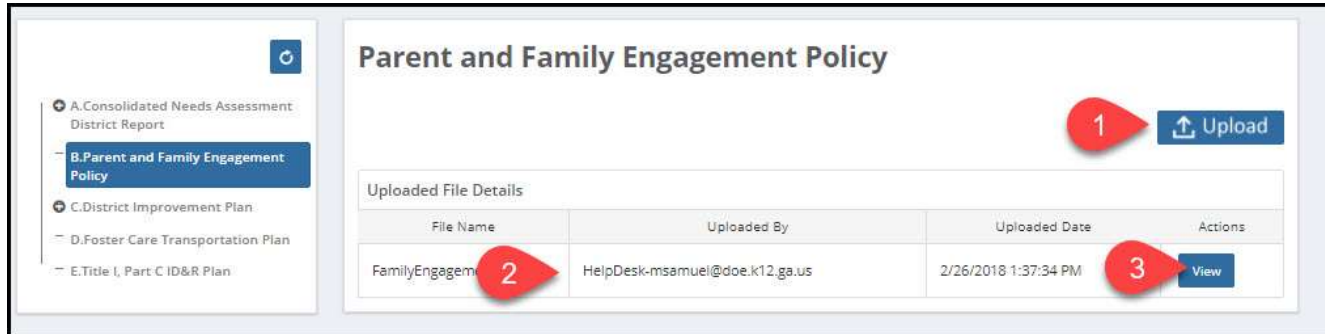 A.Consolidated Needs Assessment
District Report
B.Parent and Family Engagement
Policy
C.District Improvement Plan
D.Foster Care Transportation Plan
E.Title I, Part C ID&R Plan
Parent and Family Engagement Policy
1
Upload
Uploaded File Details
File Name Uploaded By Uploaded Date Actions
2 HelpDesk-msamuel@doe.k12.ga.us 2/26/2018 1:37:34 PM 3 View